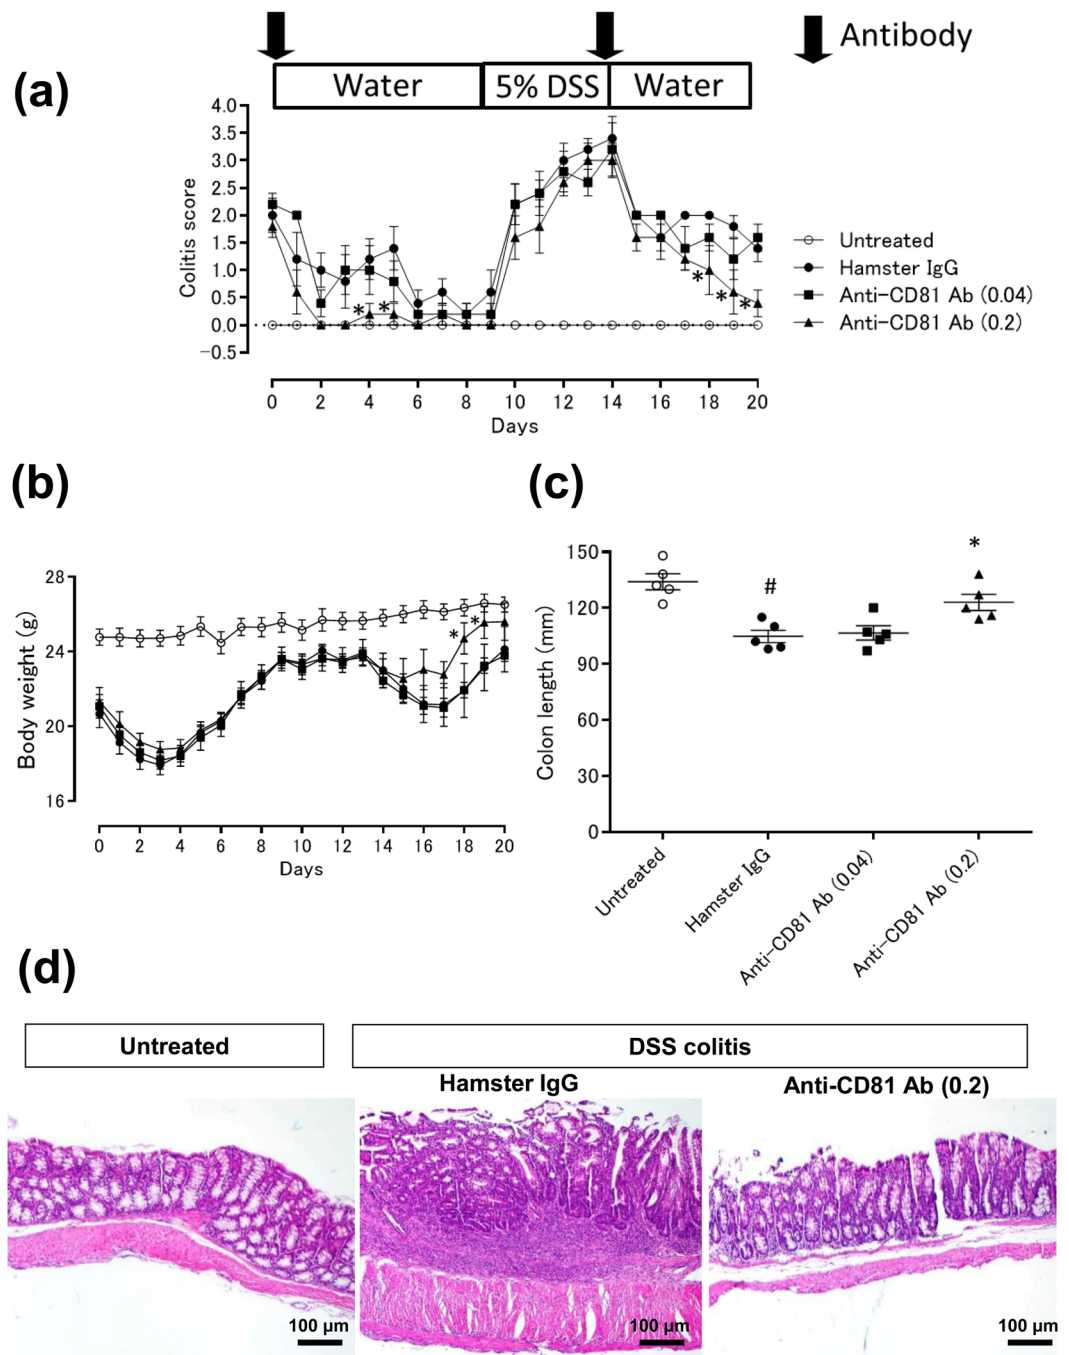 Antibody
(a)
Water
5% DSS
Water
4.0
3.5
3.0
2.5
2.0
1.5
1.0
0.5
0.0
−0.5
Colitis score
* * * * *
0 2 4 6 8 10 12 14 16 18 20
Days
Untreated
Hamster IgG
Anti-CD81 Ab (0.04)
Anti-CD81 Ab (0.2)
(b)
28
24
20
16
Body weight (g)
* *
0 2 4 6 8 10 12 14 16 18 20
Days
(c)
150
120
90
60
30
0
Colon length (mm)
#
*
Untreated
Hamster IgG
Anti-CD81 Ab (0.04)
Anti-CD81 Ab (0.2)
(d)
Untreated
DSS colitis
Hamster IgG
Anti-CD81 Ab (0.2)
100 μm
100 μm
100 μm